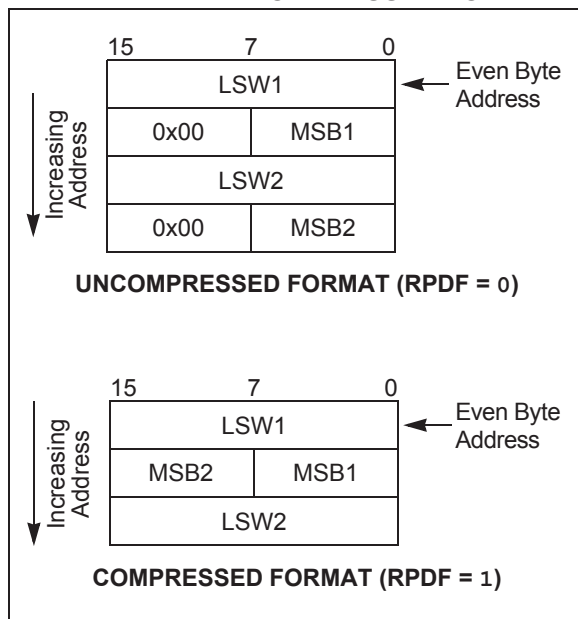 15 7 0
LSW1
Even Byte
Address
0x00 MSB1
LSW2
0x00 MSB2
Increasing
Address
UNCOMPRESSED FORMAT (RPDF = 0)
15 7 0
LSW1
Even Byte
Address
MSB2 MSB1
LSW2
Increasing
Address
COMPRESSED FORMAT (RPDF = 1)